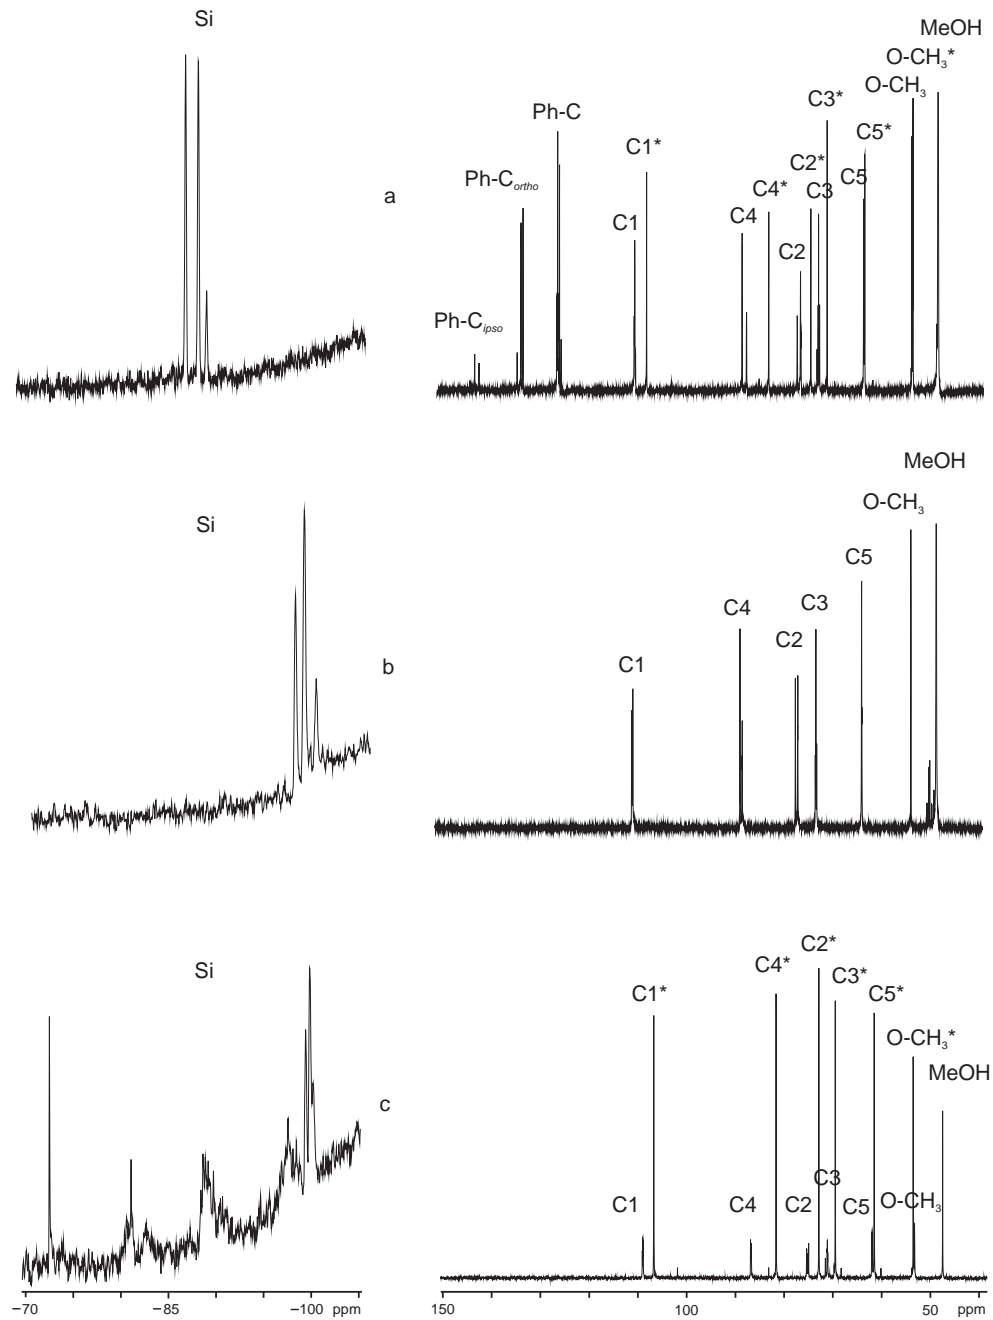 Si
MeOH
O-CH3*
O-CH3
C3*
Ph-C
C5*
C1*
C2*
Ph-Cortho
C4* C3 C5
a
C1 C4
C2
Ph-Cipso
MeOH
O-CH3
Si
C5
C4 C3
b C1 C2
C2*
Si C4* C3*
C1* C5*
O-CH3*
MeOH
c
C3
C1 C4 C2 C5 O-CH3
−70 −85 −100 ppm 150 100 50 ppm